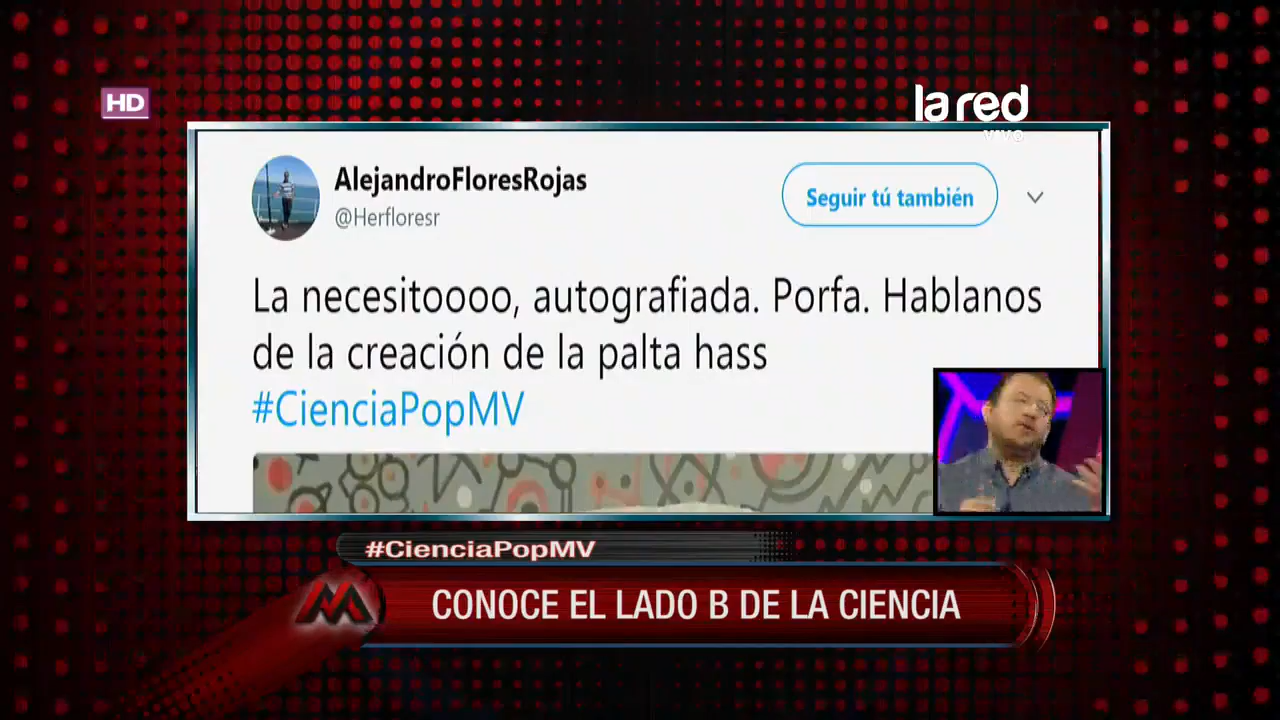 HD
la red
VIVO
AlejandroFloresRojas
@Herfloresr
Seguir tú también
La necesitoooo, autografiada. Porfa. Hablanos
de la creación de la palta hass
#CienciaPopMV
#CienciaPopMV
M
CONOCE EL LADO B DE LA CIENCIA